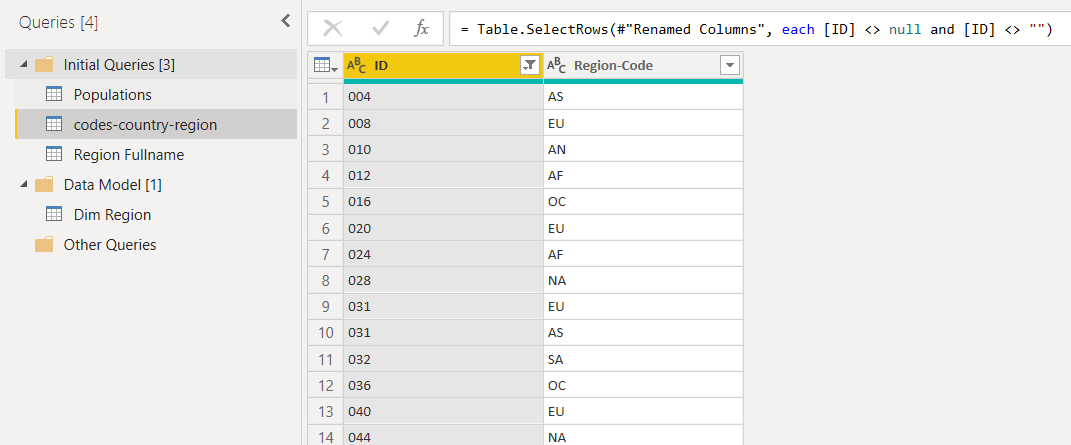 Queries [4]
Initial Queries [3]
Populations
codes-country-region
Region Fullname
Data Model [1]
Dim Region
Other Queries
fx
= Table.SelectRows(#"Renamed Columns", each [ID] <> null and [ID] <> "")
ABC ID ABC Region-Code
1 004 AS
2 008 EU
3 010 AN
4 012 AF
5 016 OC
6 020 EU
7 024 AF
8 028 NA
9 031 EU
10 031 AS
11 032 SA
12 036 OC
13 040 EU
14 044 NA